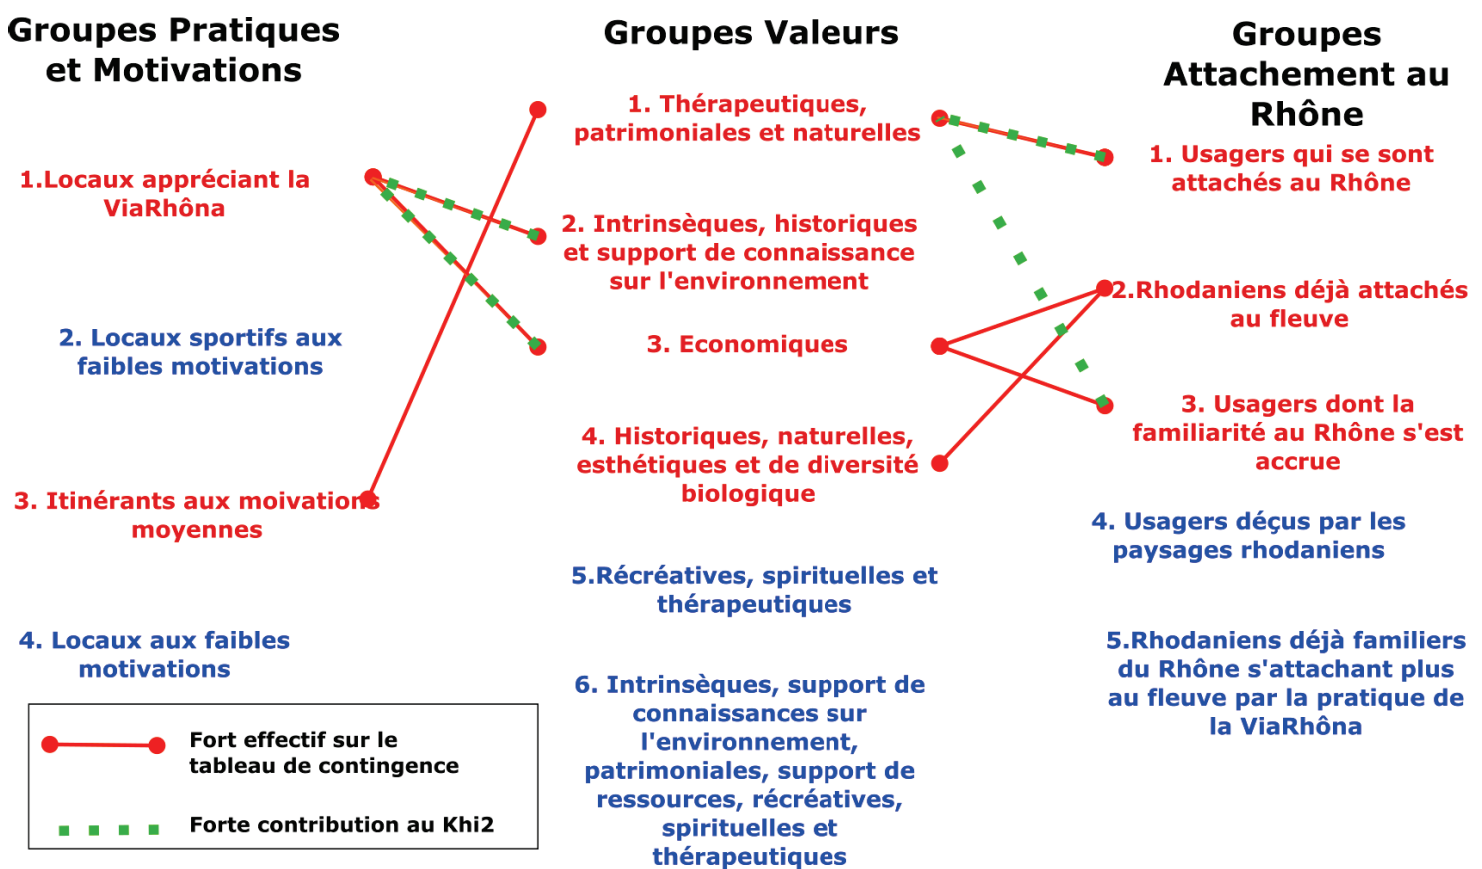 Groupes Pratiques
et Motivations
1.Locaux appréciant la
ViaRhôna
2. Locaux sportifs aux
faibles motivations
3. Itinérants aux moivations
moyennes
4. Locaux aux faibles
motivations
Groupes Valeurs
1. Thérapeutiques,
patrimoniales et naturelles
2. Intrinsèques, historiques
et support de connaissance
sur l'environnement
3. Economiques
4. Historiques, naturelles,
esthétiques et de diversité
biologique
5.Récréatives, spirituelles et
thérapeutiques
6. Intrinsèques, support de
connaissances sur
l'environnement,
patrimoniales, support de
ressources, récréatives,
spirituelles et
thérapeutiques
Groupes
Attachement au
Rhône
1. Usagers qui se sont
attachés au Rhône
2.Rhodaniens déjà attachés
au fleuve
3. Usagers dont la
familiarité au Rhône s'est
accrue
4. Usagers déçus par les
paysages rhodaniens
5.Rhodaniens déjà familiers
du Rhône s'attachant plus
au fleuve par la pratique de
la ViaRhôna
Fort effectif sur le
tableau de contingence
Forte contribution au Khi2